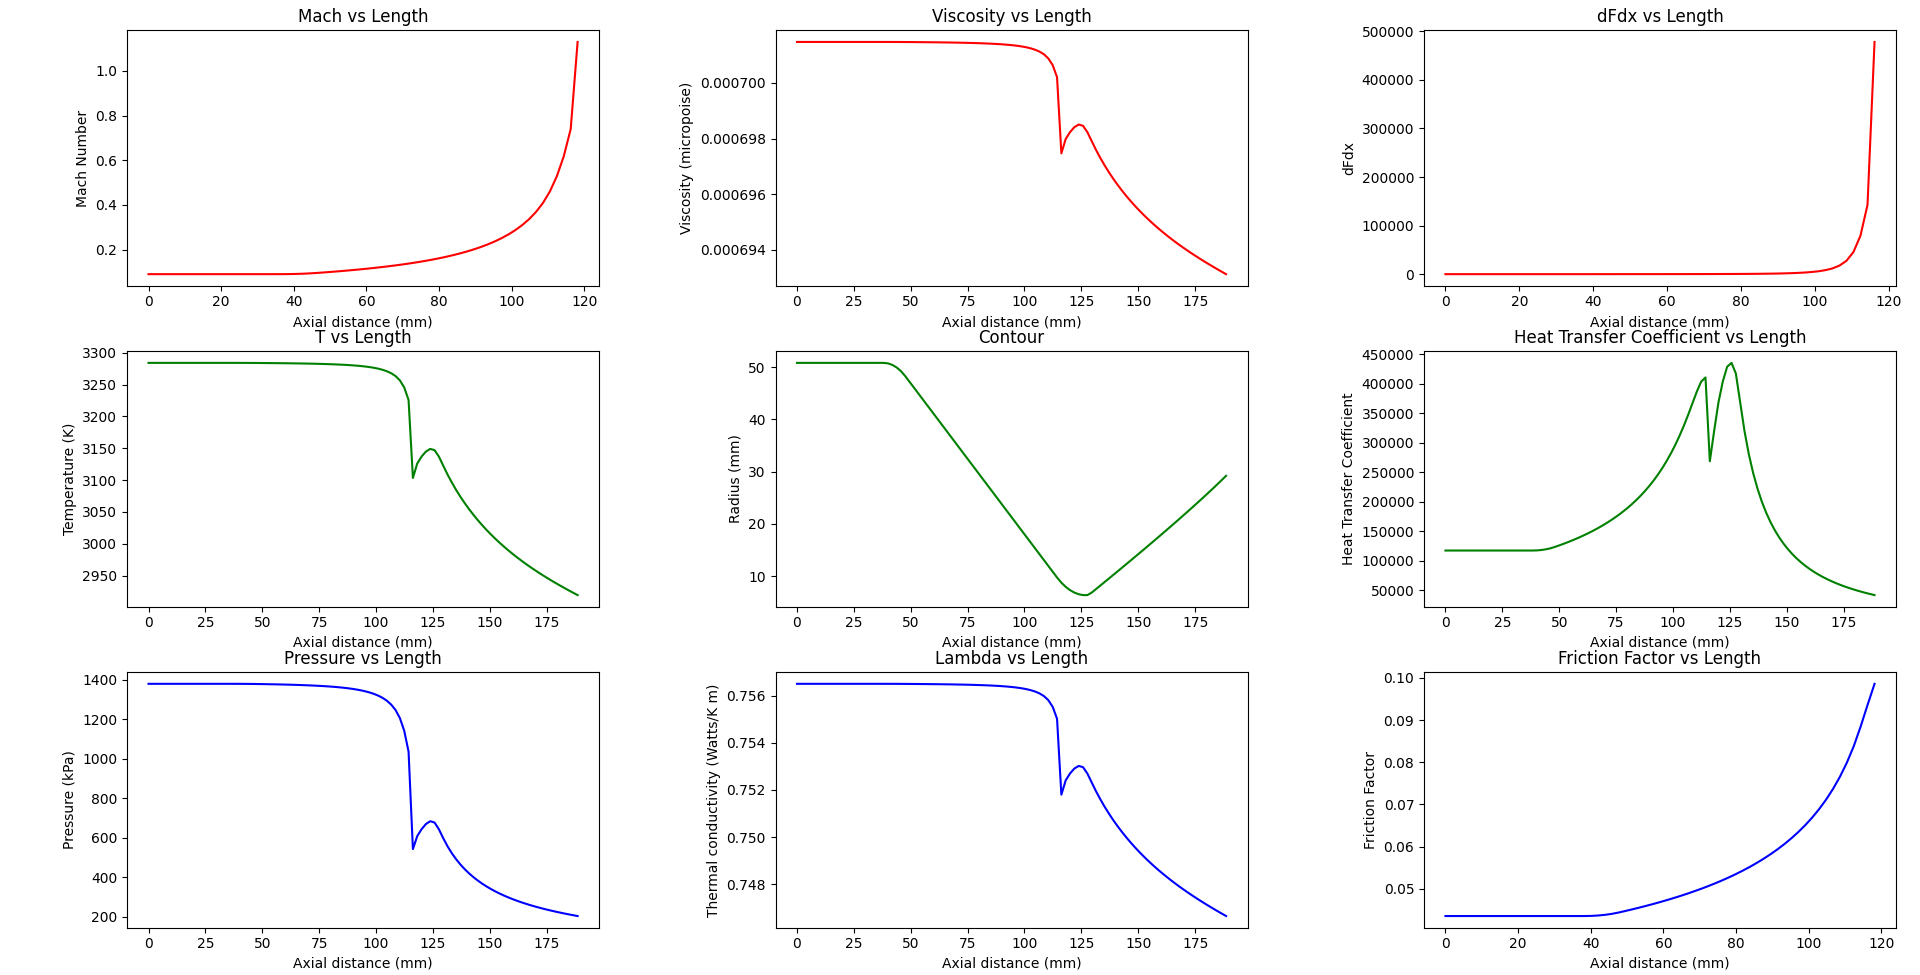 Mach vs Length
1.0
0.8
0.6
0.4
0.2
Mach Number
0 20 40 60 80 100 120
Axial distance (mm)
Viscosity vs Length
0.000700
0.000698
0.000696
0.000694
Viscosity (micropoise)
0 25 50 75 100 125 150 175
Axial distance (mm)
dFdx vs Length
500000
400000
300000
200000
100000
0
dFdx
0 20 40 60 80 100 120
Axial distance (mm)
T vs Length
3300
3250
3200
3150
3100
3050
3000
2950
Temperature (K)
0 25 50 75 100 125 150 175
Axial distance (mm)
Contour
50
40
30
20
10
Radius (mm)
0 25 50 75 100 125 150 175
Axial distance (mm)
Heat Transfer Coefficient vs Length
450000
400000
350000
300000
250000
200000
150000
100000
50000
Heat Transfer Coefficient
0 25 50 75 100 125 150 175
Axial distance (mm)
Pressure vs Length
1400
1200
1000
800
600
400
200
Pressure (kPa)
0 25 50 75 100 125 150 175
Axial distance (mm)
Lambda vs Length
0.756
0.754
0.752
0.750
0.748
Thermal conductivity (Watts/K m)
0 25 50 75 100 125 150 175
Axial distance (mm)
Friction Factor vs Length
0.10
0.09
0.08
0.07
0.06
0.05
Friction Factor
0 20 40 60 80 100 120
Axial distance (mm)